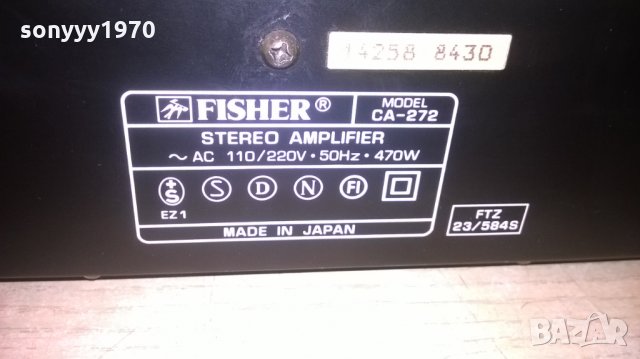 sonyyy1970
14258 8430
FISHER®
MODEL
CA-272
STEREO AMPLIFIER
~ AC 110/220V · 50Hz · 470W
+S S D N FI
EZ1
MADE IN JAPAN
FTZ
23/584S
BAZAR